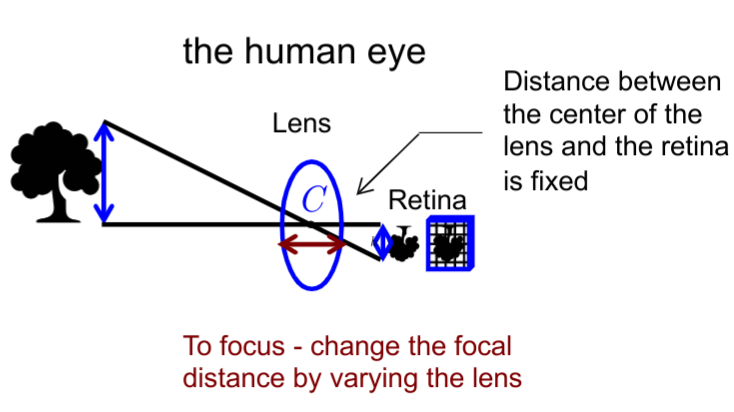 the human eye
Distance between
the center of the
lens and the retina
is fixed
Lens
C
Retina
To focus - change the focal
distance by varying the lens